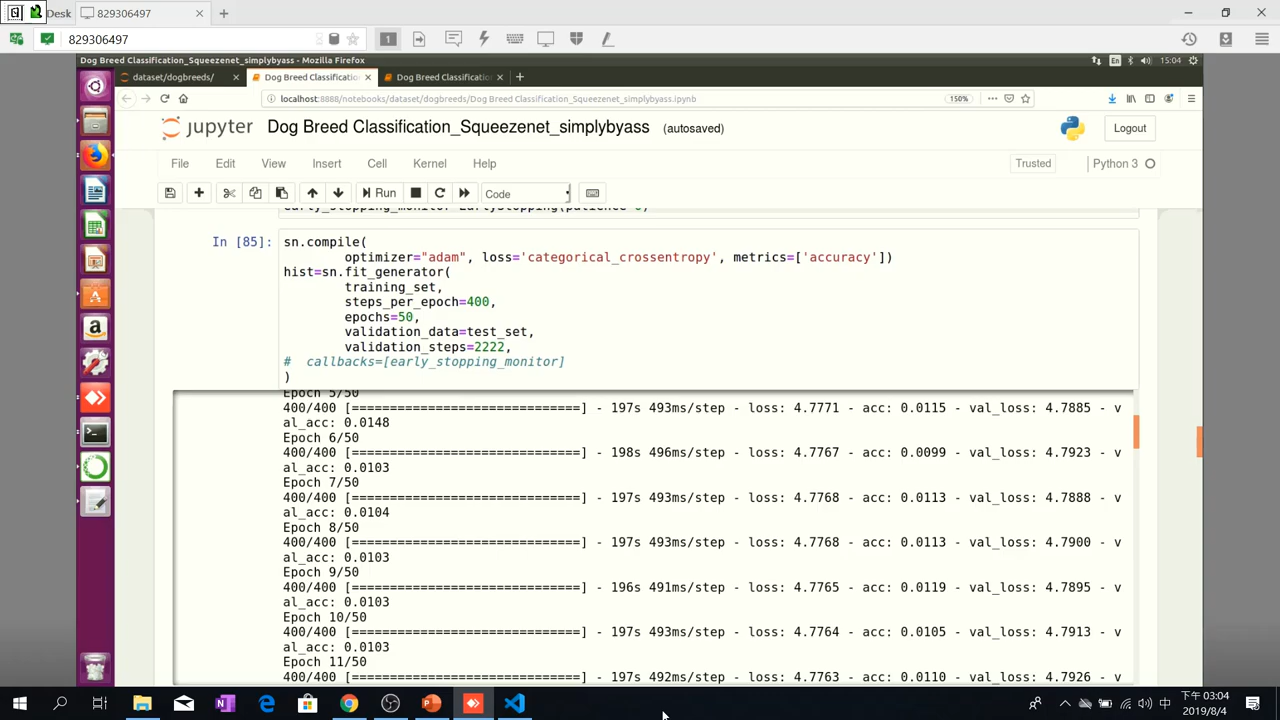 Desk
829306497
829306497
1
Dog Breed Classification_Squeezenet_simplybyass - Mozilla Firefox
En
15:04
dataset/dogbreeds/
Dog Breed Classification
Dog Breed Classification
localhost:8888/notebooks/dataset/dogbreeds/Dog Breed Classification_Squeezenet_simplybyass.ipynb
150%
jupyter
Dog Breed Classification_Squeezenet_simplybyass (autosaved)
Logout
File Edit View Insert Cell Kernel Help
Trusted
Python 3
Run
Code
In [85]:
sn.compile(
optimizer="adam", loss='categorical_crossentropy', metrics=['accuracy'])
hist=sn.fit_generator(
training_set,
steps_per_epoch=400,
epochs=50,
validation_data=test_set,
validation_steps=2222,
# callbacks=[early_stopping_monitor]
)
Epoch 5/50
400/400 [==============================] - 197s 493ms/step - loss: 4.7771 - acc: 0.0115 - val_loss: 4.7885 - v
al_acc: 0.0148
Epoch 6/50
400/400 [==============================] - 198s 496ms/step - loss: 4.7767 - acc: 0.0099 - val_loss: 4.7923 - v
al_acc: 0.0103
Epoch 7/50
400/400 [==============================] - 197s 493ms/step - loss: 4.7768 - acc: 0.0113 - val_loss: 4.7888 - v
al_acc: 0.0104
Epoch 8/50
400/400 [==============================] - 197s 493ms/step - loss: 4.7768 - acc: 0.0113 - val_loss: 4.7900 - v
al_acc: 0.0103
Epoch 9/50
400/400 [==============================] - 196s 491ms/step - loss: 4.7765 - acc: 0.0119 - val_loss: 4.7895 - v
al_acc: 0.0103
Epoch 10/50
400/400 [==============================] - 197s 493ms/step - loss: 4.7764 - acc: 0.0105 - val_loss: 4.7913 - v
al_acc: 0.0103
Epoch 11/50
400/400 [==============================] - 197s 492ms/step - loss: 4.7763 - acc: 0.0110 - val_loss: 4.7926 - v
中
下午 03:04
2019/8/4